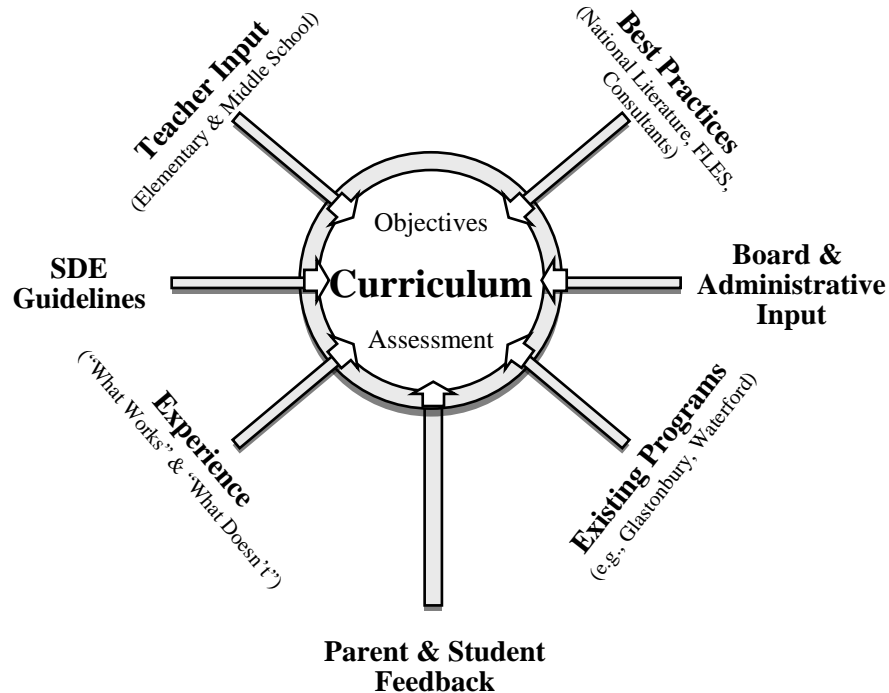 Teacher Input
(Elementary & Middle School)
Best Practices
(National Literature, FLES,
Consultants)
Objectives
SDE
Guidelines
Curriculum
Board &
Administrative
Input
Assessment
Experience
(“What Works” & “What Doesn’t”)
Existing Programs
(e.g., Glastonbury, Waterford)
Parent & Student
Feedback